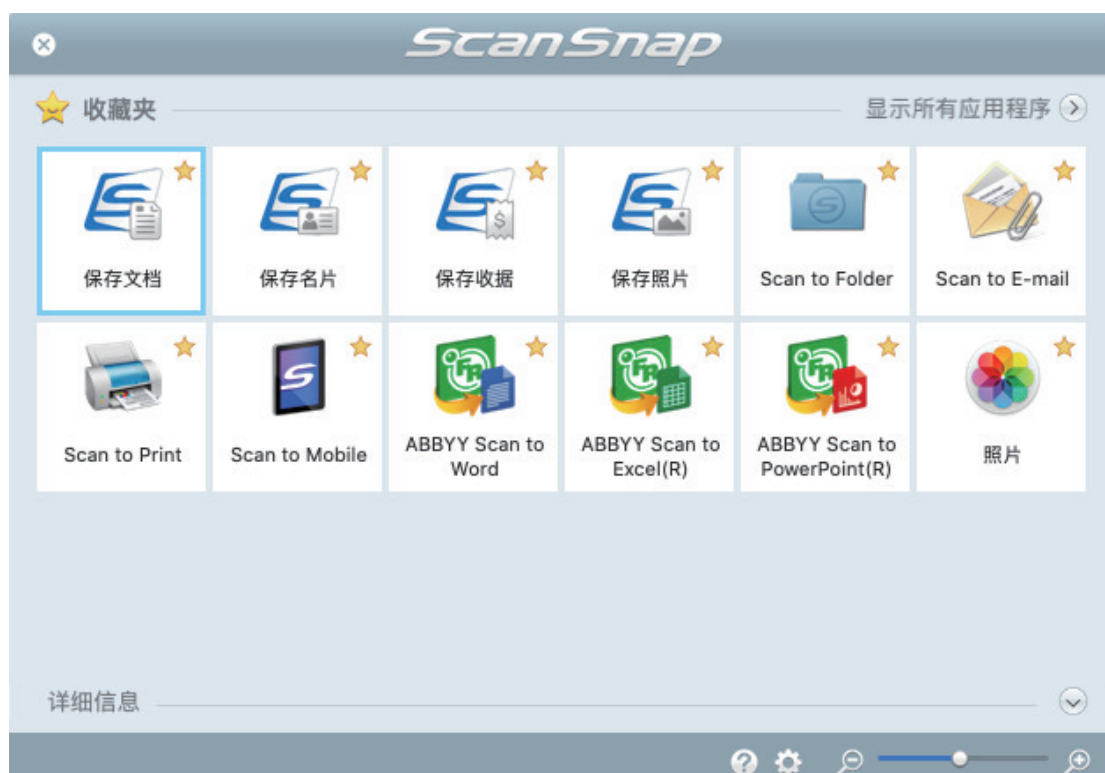 ScanSnap
收藏夹
显示所有应用程序
保存文档
保存名片
保存收据
保存照片
Scan to Folder
Scan to E-mail
Scan to Print
Scan to Mobile
ABBYY Scan to
Word
ABBYY Scan to
Excel(R)
ABBYY Scan to
PowerPoint(R)
照片
详细信息